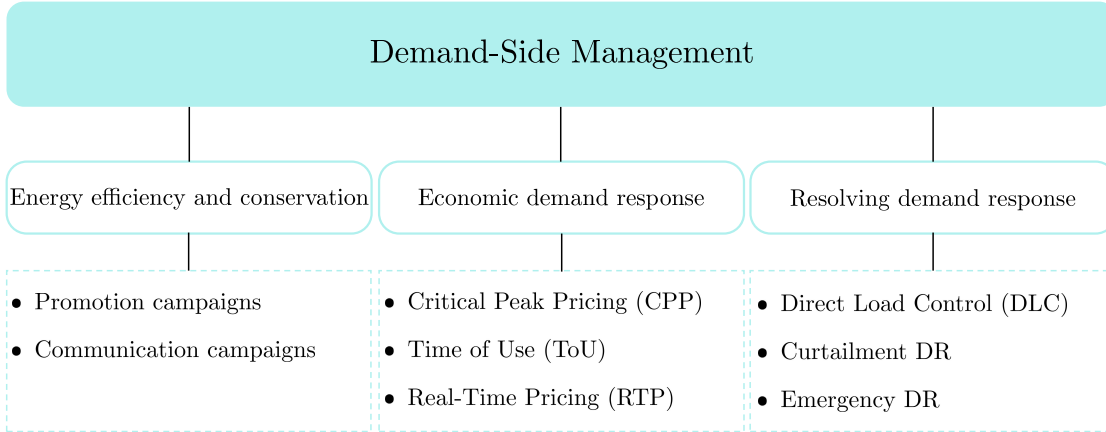 Demand-Side Management
Energy efficiency and conservation
Economic demand response
Resolving demand response
• Promotion campaigns
• Communication campaigns
• Critical Peak Pricing (CPP)
• Time of Use (ToU)
• Real-Time Pricing (RTP)
• Direct Load Control (DLC)
• Curtailment DR
• Emergency DR